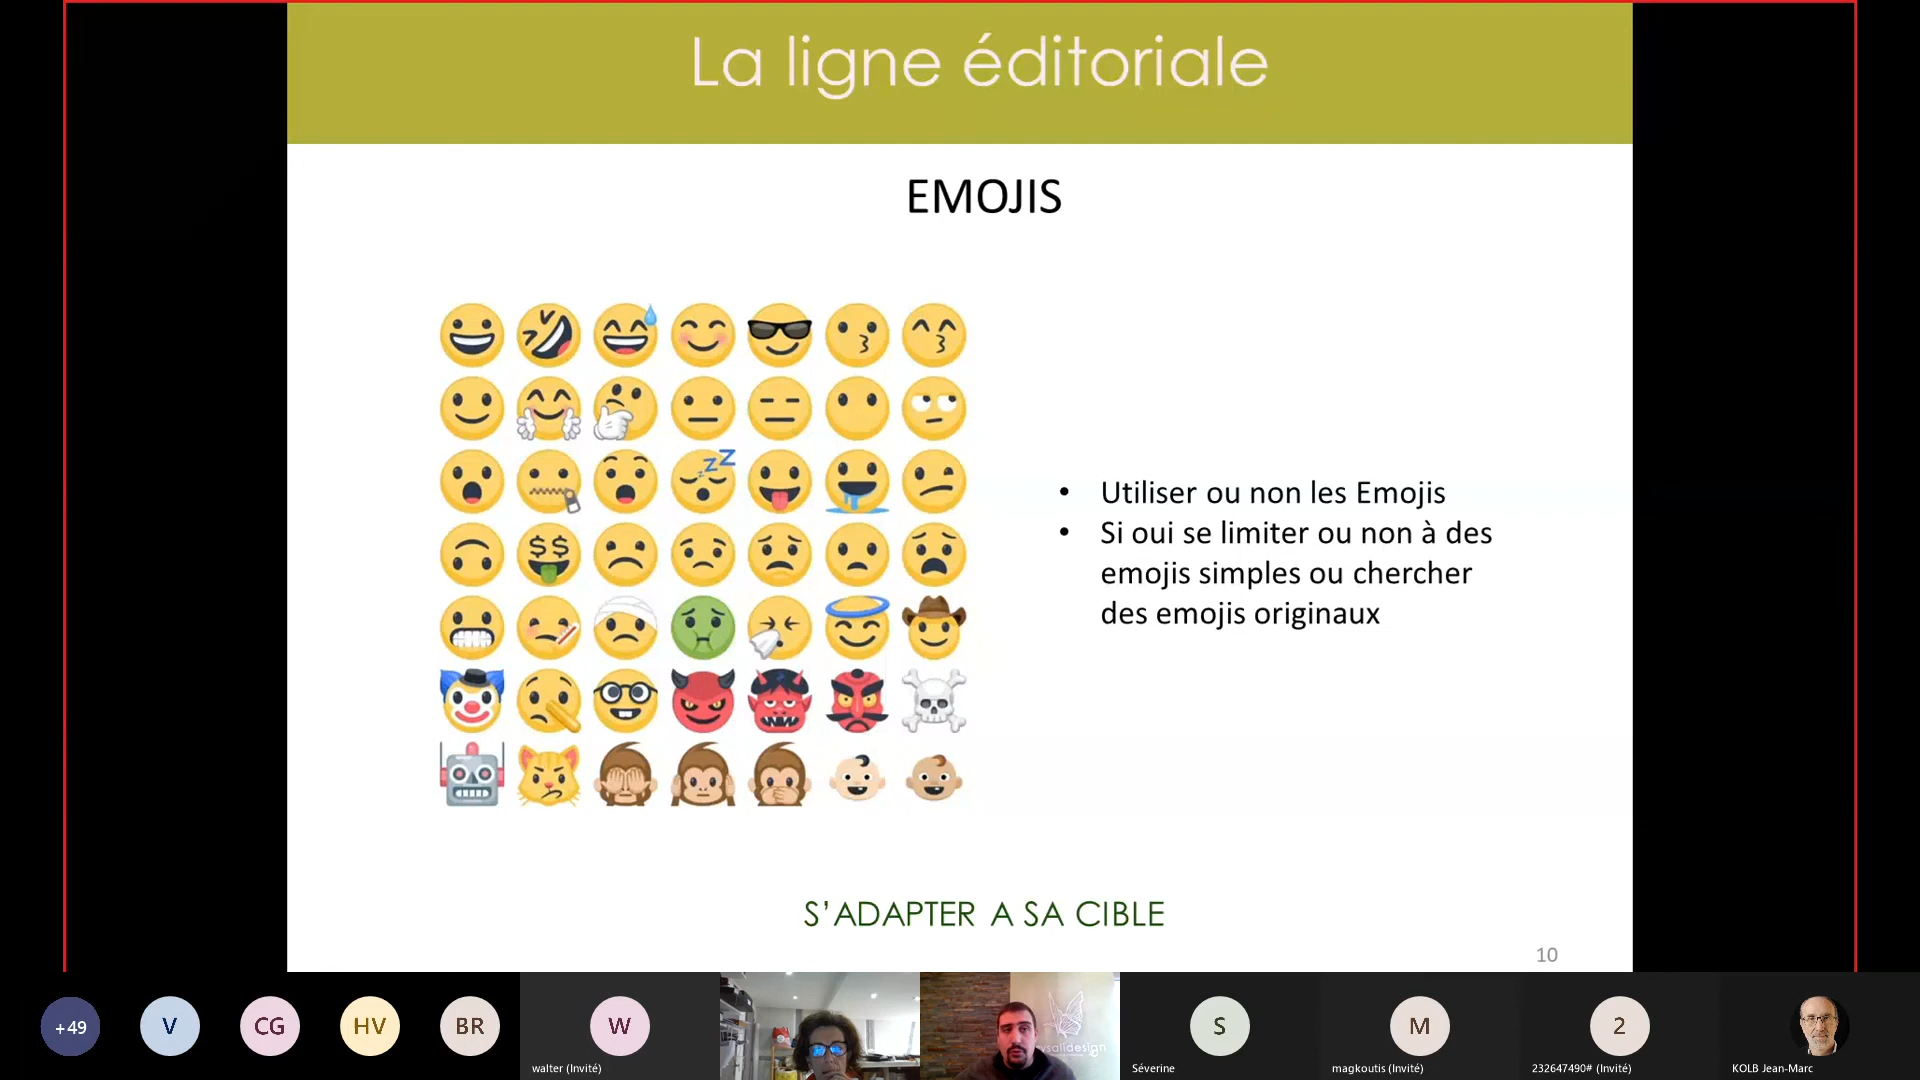 La ligne éditoriale
EMOJIS
• Utiliser ou non les Emojis
• Si oui se limiter ou non à des
emojis simples ou chercher
des emojis originaux
S’ADAPTER A SA CIBLE
10
+49
V
CG
HV
BR
W
walter (Invité)
S
Séverine
M
magkoutis (Invité)
2
232647490# (Invité)
KOLB Jean-Marc